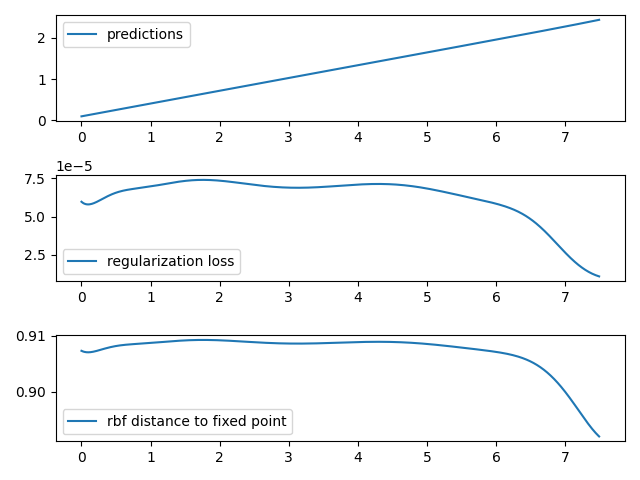 2
1
0
predictions
0 1 2 3 4 5 6 7
1e−5
7.5
5.0
2.5
regularization loss
0 1 2 3 4 5 6 7
0.91
0.90
rbf distance to fixed point
0 1 2 3 4 5 6 7